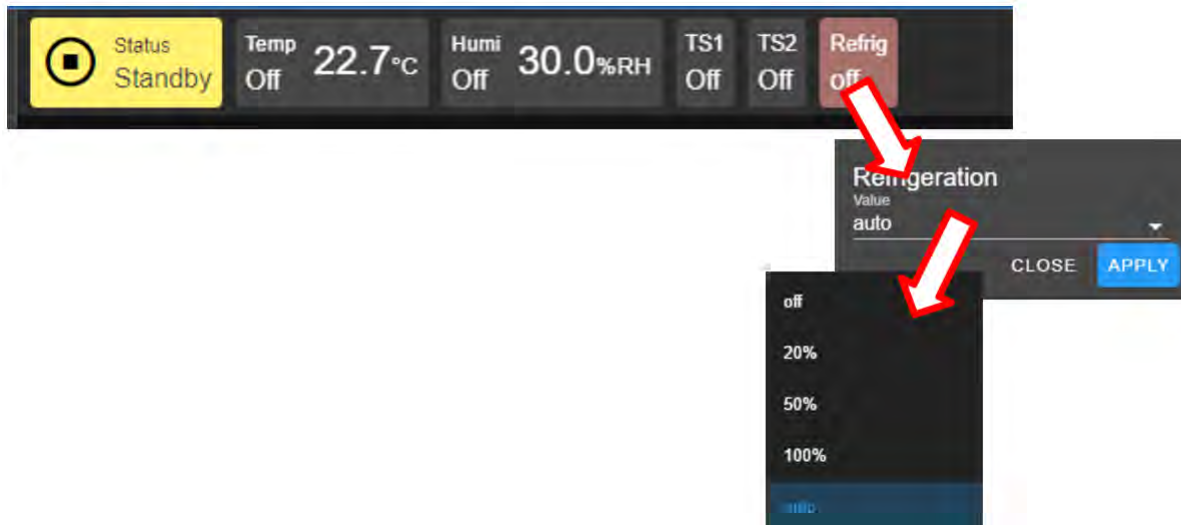 Status
Standby
Temp
Off 22.7°C
Humi
Off 30.0%RH
TS1
Off
TS2
Off
Refrig
off
Refrigeration
Value
auto
CLOSE APPLY
off
20%
50%
100%
auto